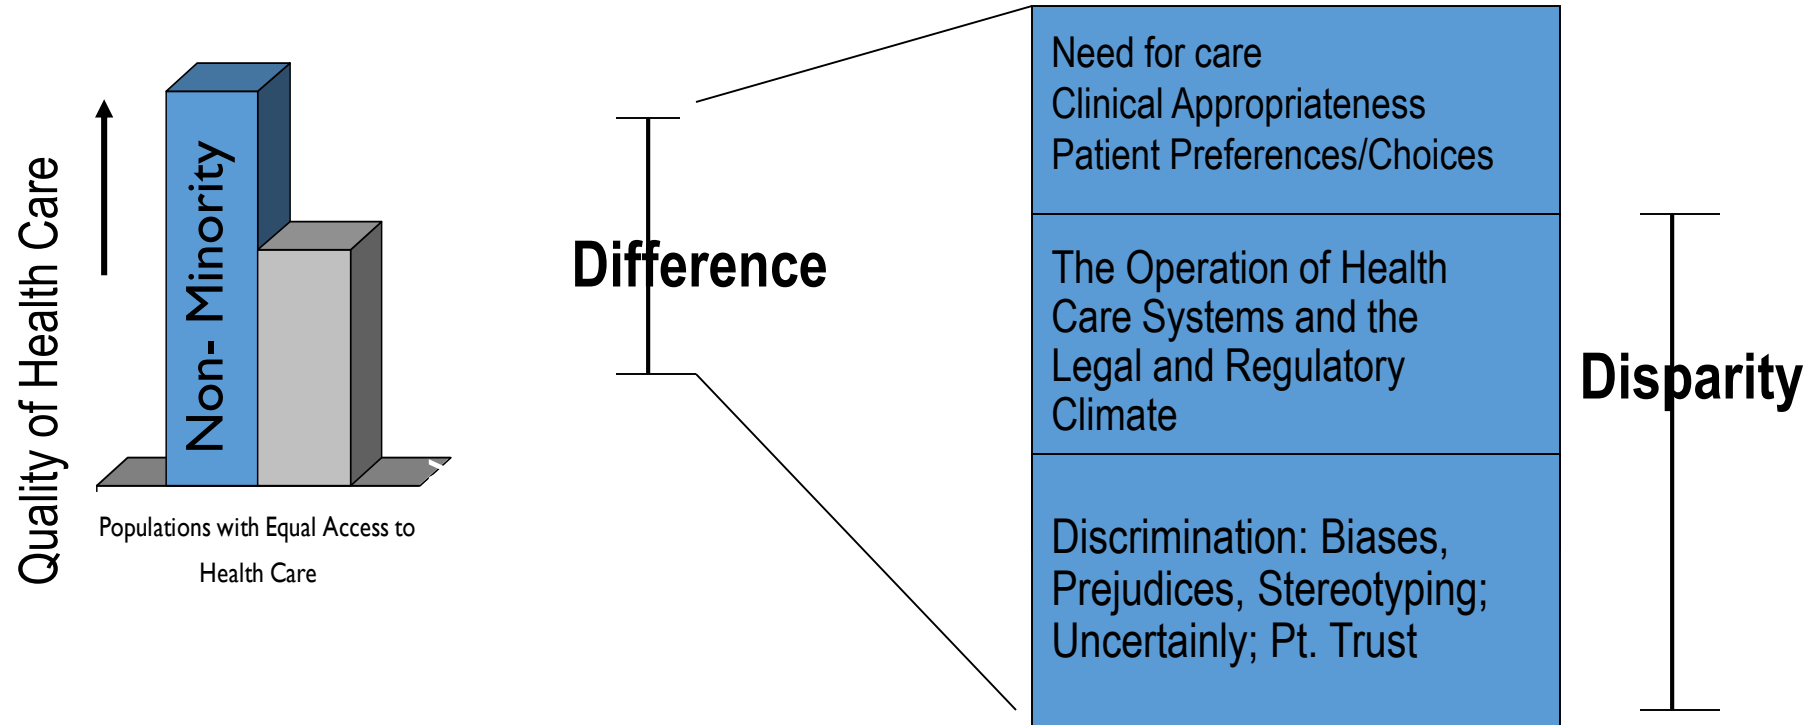 Quality of Health Care
Non- Minority
Populations with Equal Access to
Health Care
Difference
Need for care
Clinical Appropriateness
Patient Preferences/Choices
The Operation of Health
Care Systems and the
Legal and Regulatory
Climate
Discrimination: Biases,
Prejudices, Stereotyping;
Uncertainly; Pt. Trust
Disparity